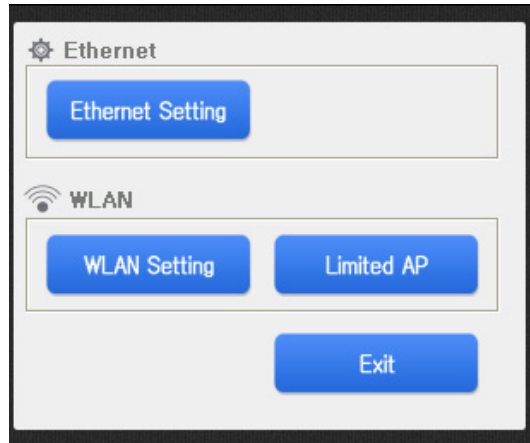 Ethernet
Ethernet Setting
WLAN
WLAN Setting Limited AP
Exit